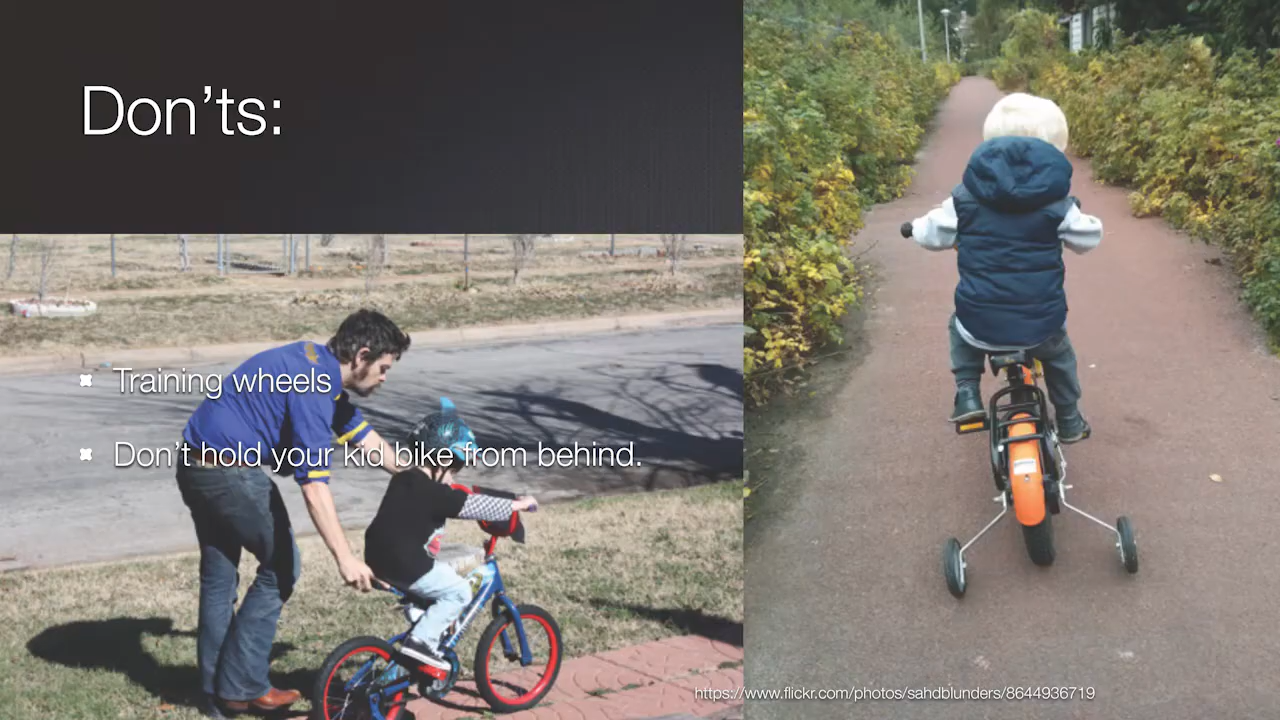 Don’ts:
Training wheels
Don’t hold your kid bike from behind.
https://www.flickr.com/photos/sahdblunders/8644936719